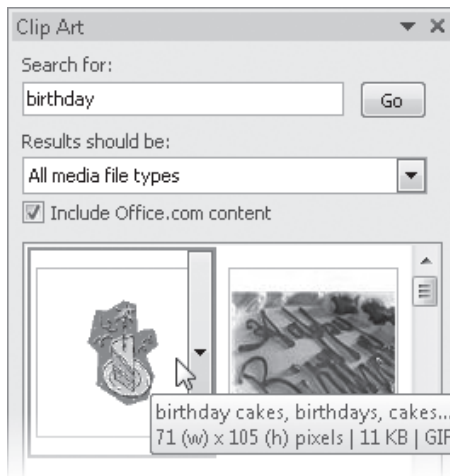 Clip Art
Search for:
birthday
Go
Results should be:
All media file types
Include Office.com content
birthday cakes, birthdays, cakes...
71 (w) x 105 (h) pixels | 11 KB | GIF